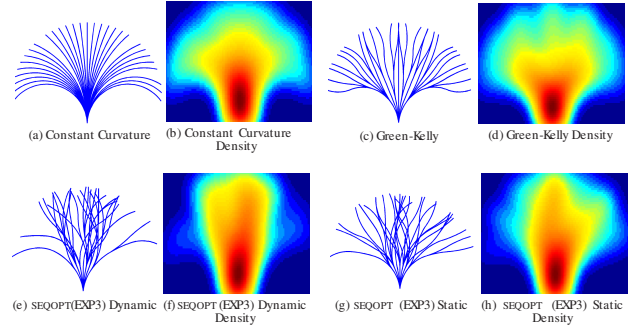 (a) Constant Curvature
(b) Constant Curvature
Density
(c) Green-Kelly
(d) Green-Kelly Density
(e) SEQOPT(EXP3) Dynamic
(f) SEQOPT(EXP3) Dynamic
Density
(g) SEQOPT (EXP3) Static
(h) SEQOPT (EXP3) Static
Density